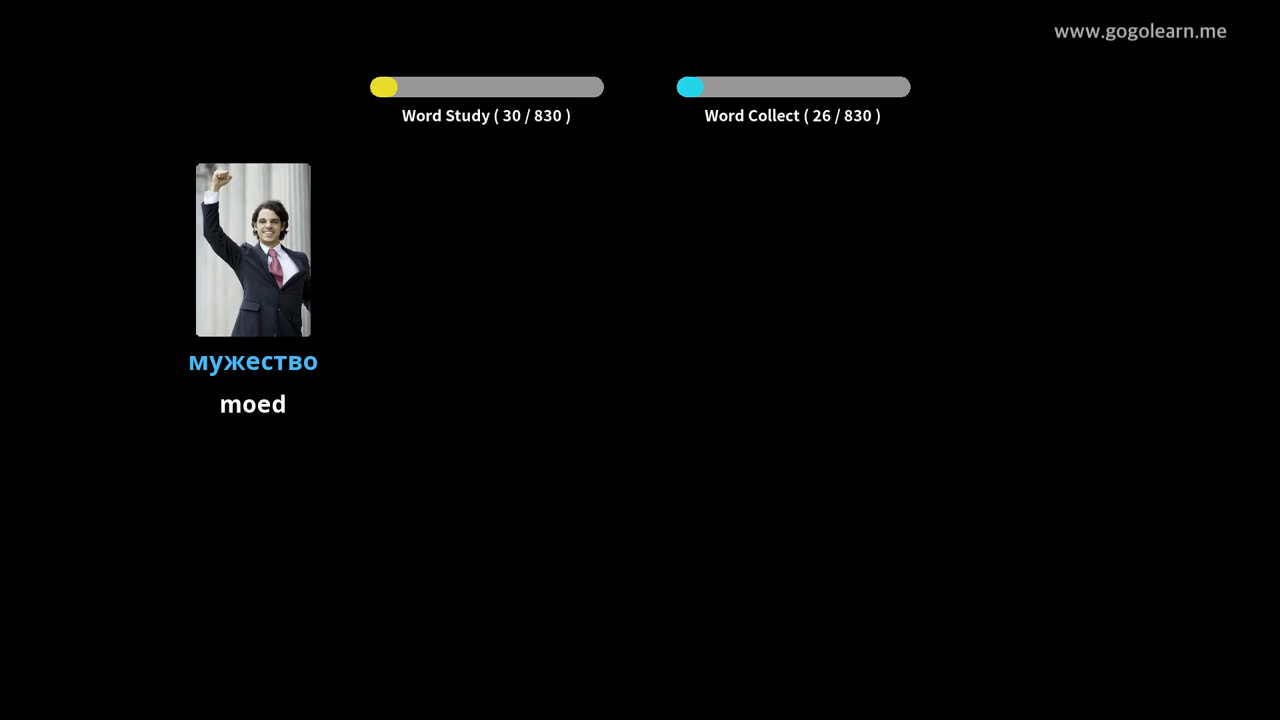 www.gogolearn.me
Word Study ( 30 / 830 )
Word Collect ( 26 / 830 )
мужество
moed